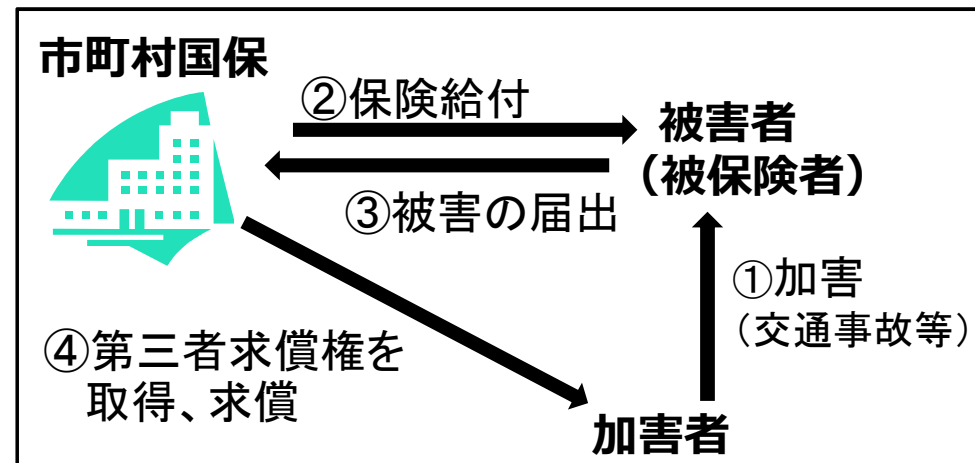 市町村国保
②保険給付
被害者
（被保険者）
③被害の届出
①加害
（交通事故等）
④第三者求償権を
取得、求償
加害者